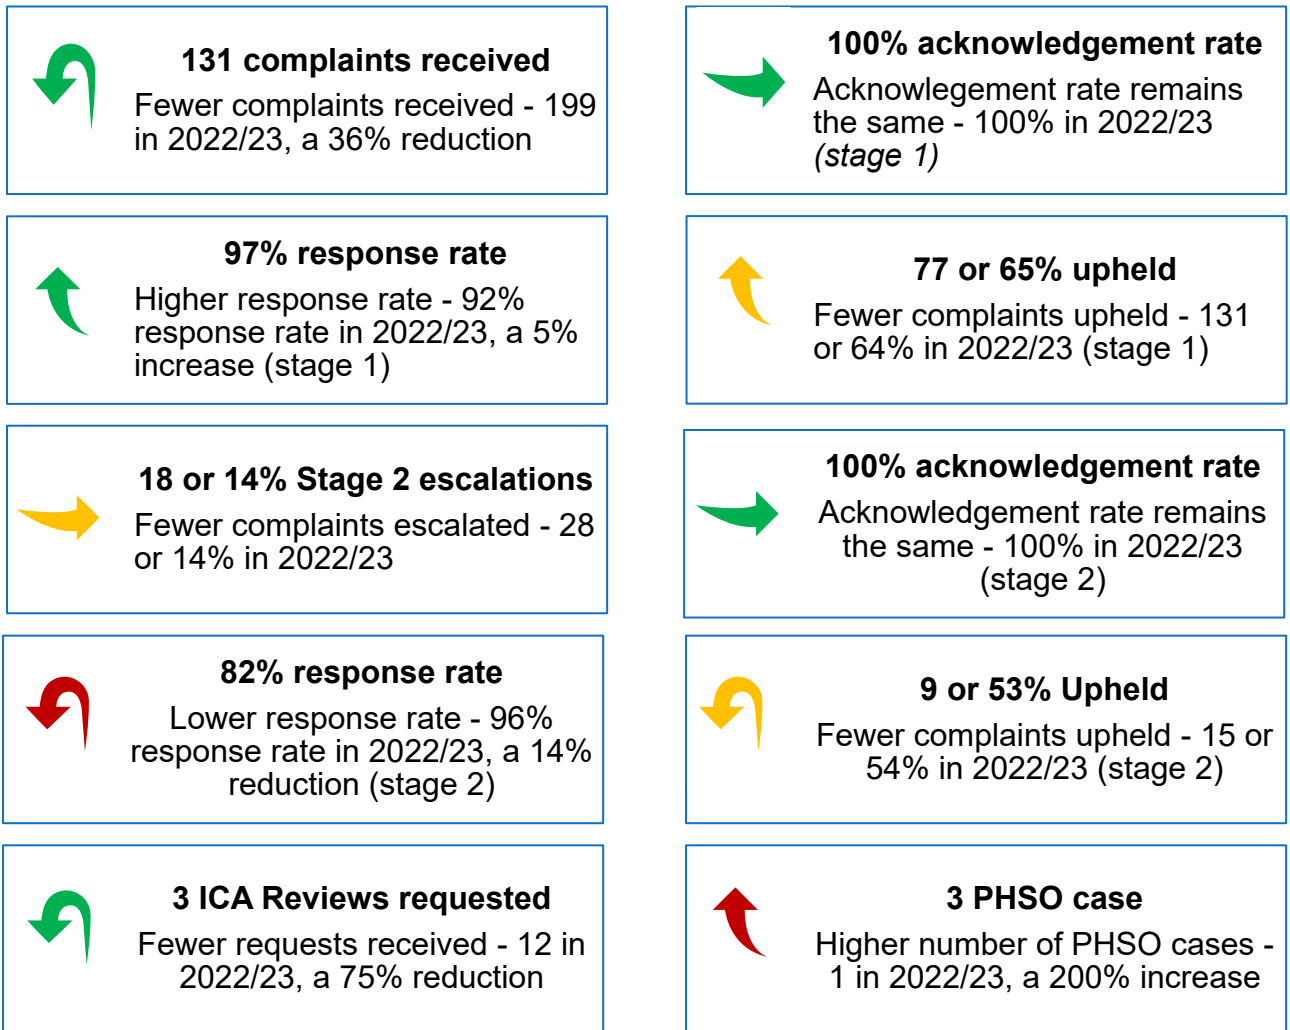 131 complaints received
Fewer complaints received - 199
in 2022/23, a 36% reduction
100% acknowledgement rate
Acknowlegement rate remains
the same - 100% in 2022/23
(stage 1)
97% response rate
Higher response rate - 92%
response rate in 2022/23, a 5%
increase (stage 1)
77 or 65% upheld
Fewer complaints upheld - 131
or 64% in 2022/23 (stage 1)
18 or 14% Stage 2 escalations
Fewer complaints escalated - 28
or 14% in 2022/23
100% acknowledgement rate
Acknowledgement rate remains
the same - 100% in 2022/23
(stage 2)
82% response rate
Lower response rate - 96%
response rate in 2022/23, a 14%
reduction (stage 2)
9 or 53% Upheld
Fewer complaints upheld - 15 or
54% in 2022/23 (stage 2)
3 ICA Reviews requested
Fewer requests received - 12 in
2022/23, a 75% reduction
3 PHSO case
Higher number of PHSO cases -
1 in 2022/23, a 200% increase